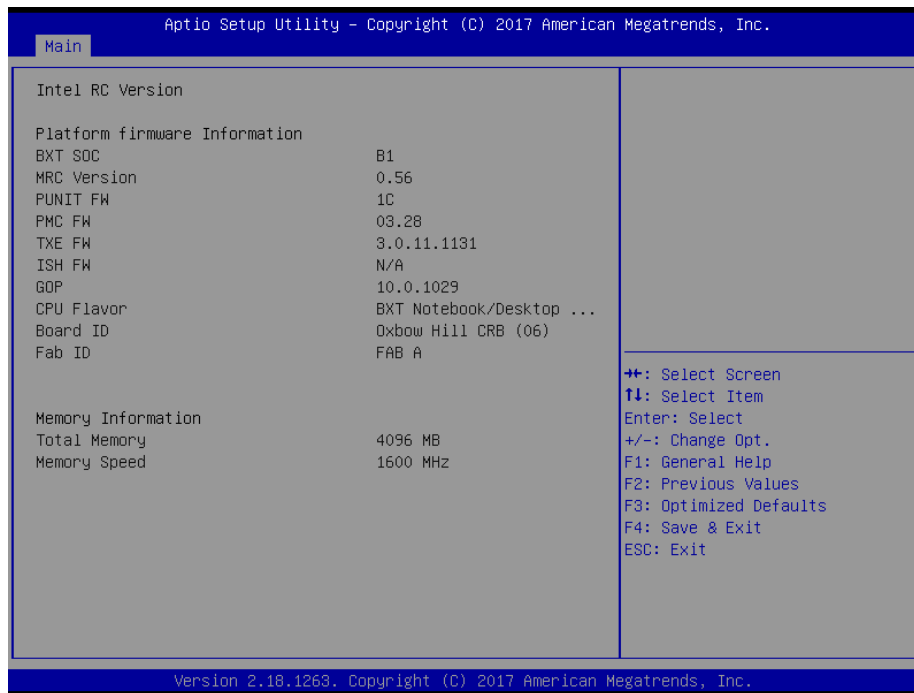 Aptio Setup Utility – Copyright (C) 2017 American Megatrends, Inc.
Main
Intel RC Version
Platform firmware Information
BXT SOC B1
MRC Version 0.56
PUNIT FW 1C
PMC FW 03.28
TXE FW 3.0.11.1131
ISH FW N/A
GOP 10.0.1029
CPU Flavor BXT Notebook/Desktop ...
Board ID Oxbow Hill CRB (06)
Fab ID FAB A
Memory Information
Total Memory 4096 MB
Memory Speed 1600 MHz
→←: Select Screen
↑↓: Select Item
Enter: Select
+/-: Change Opt.
F1: General Help
F2: Previous Values
F3: Optimized Defaults
F4: Save & Exit
ESC: Exit
Version 2.18.1263. Copyright (C) 2017 American Megatrends, Inc.